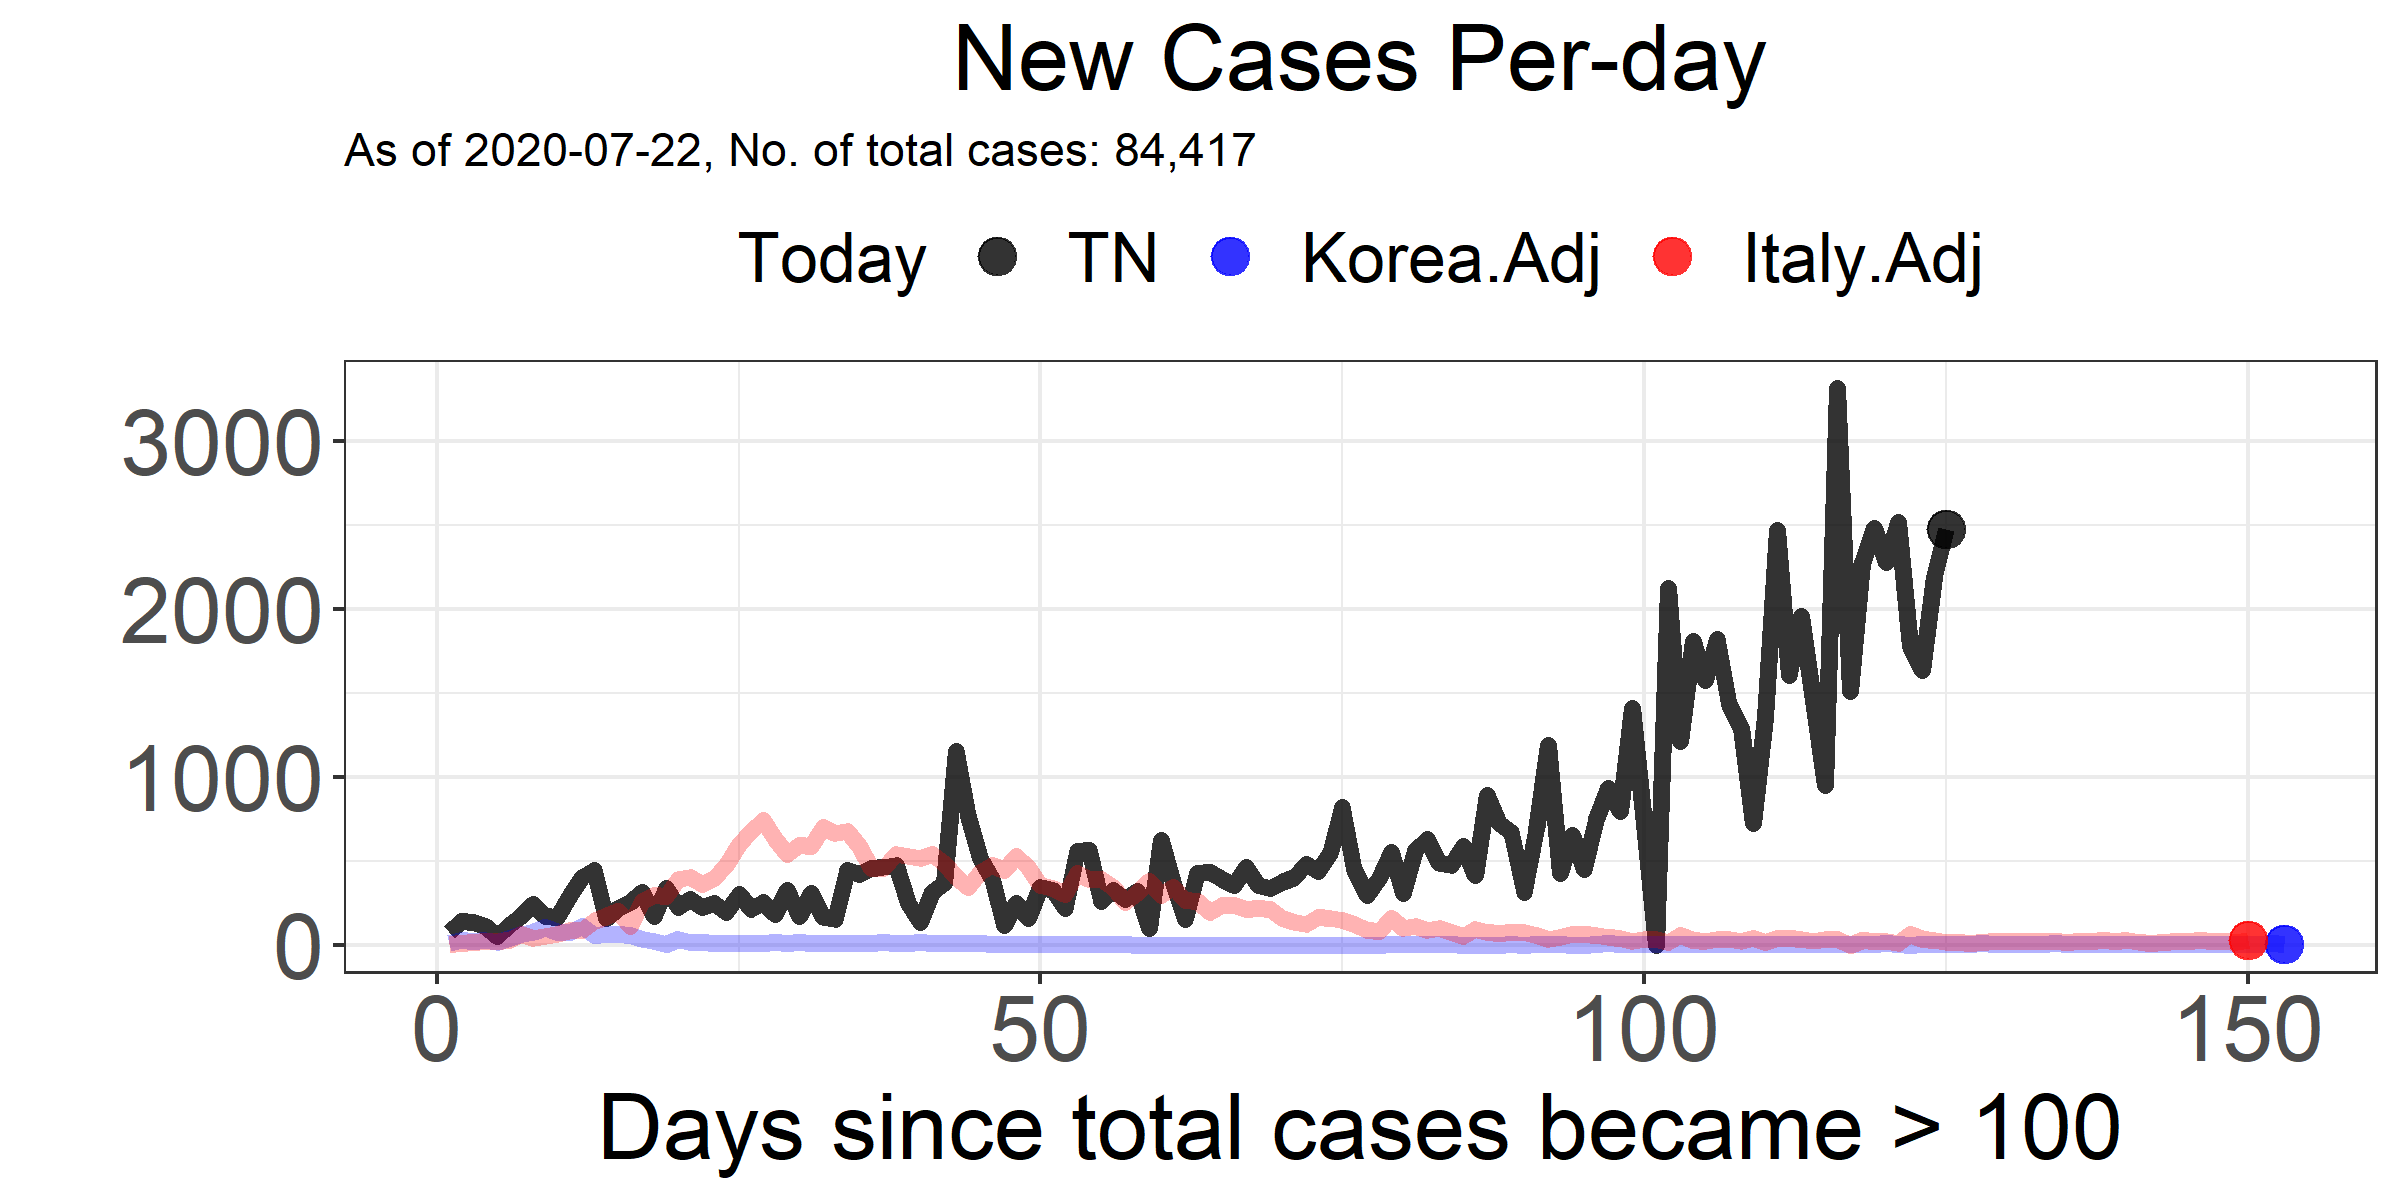 New Cases Per-day
As of 2020-07-22, No. of total cases: 84,417
Today TN Korea.Adj Italy.Adj
3000
2000
1000
0
0 50 100 150
Days since total cases became > 100